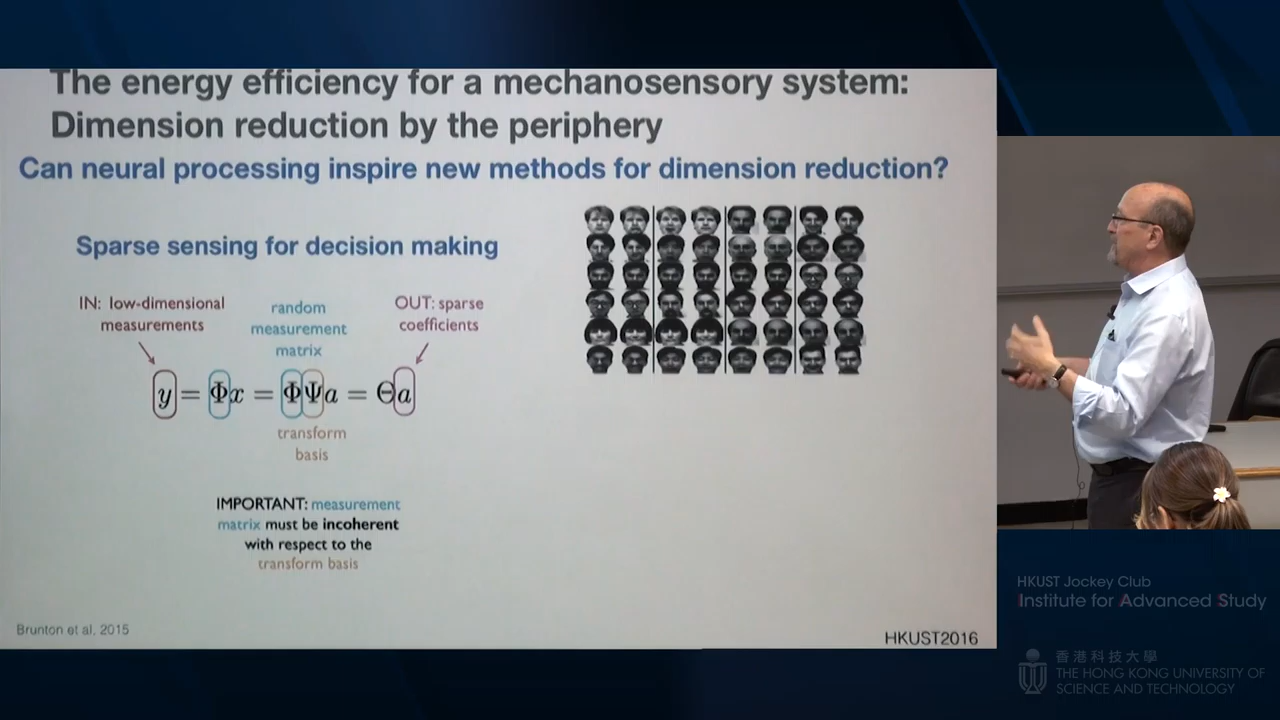 The energy efficiency for a mechanosensory system:
Dimension reduction by the periphery
Can neural processing inspire new methods for dimension reduction?
Sparse sensing for decision making
IN: low-dimensional
measurements
random
measurement
matrix
OUT: sparse
coefficients
y = Φx = ΦΨa = Θa
transform
basis
IMPORTANT: measurement
matrix must be incoherent
with respect to the
transform basis
Brunton et al, 2015
HKUST2016
HKUST Jockey Club
Institute for Advanced Study
香港科技大學
THE HONG KONG UNIVERSITY OF
SCIENCE AND TECHNOLOGY